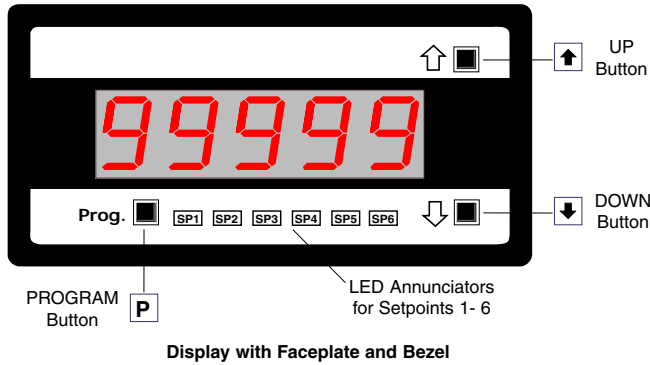 UP
Button
99999
Prog.
SP1 SP2 SP3 SP4 SP5 SP6
DOWN
Button
PROGRAM
Button
P
LED Annunciators
for Setpoints 1- 6
Display with Faceplate and Bezel